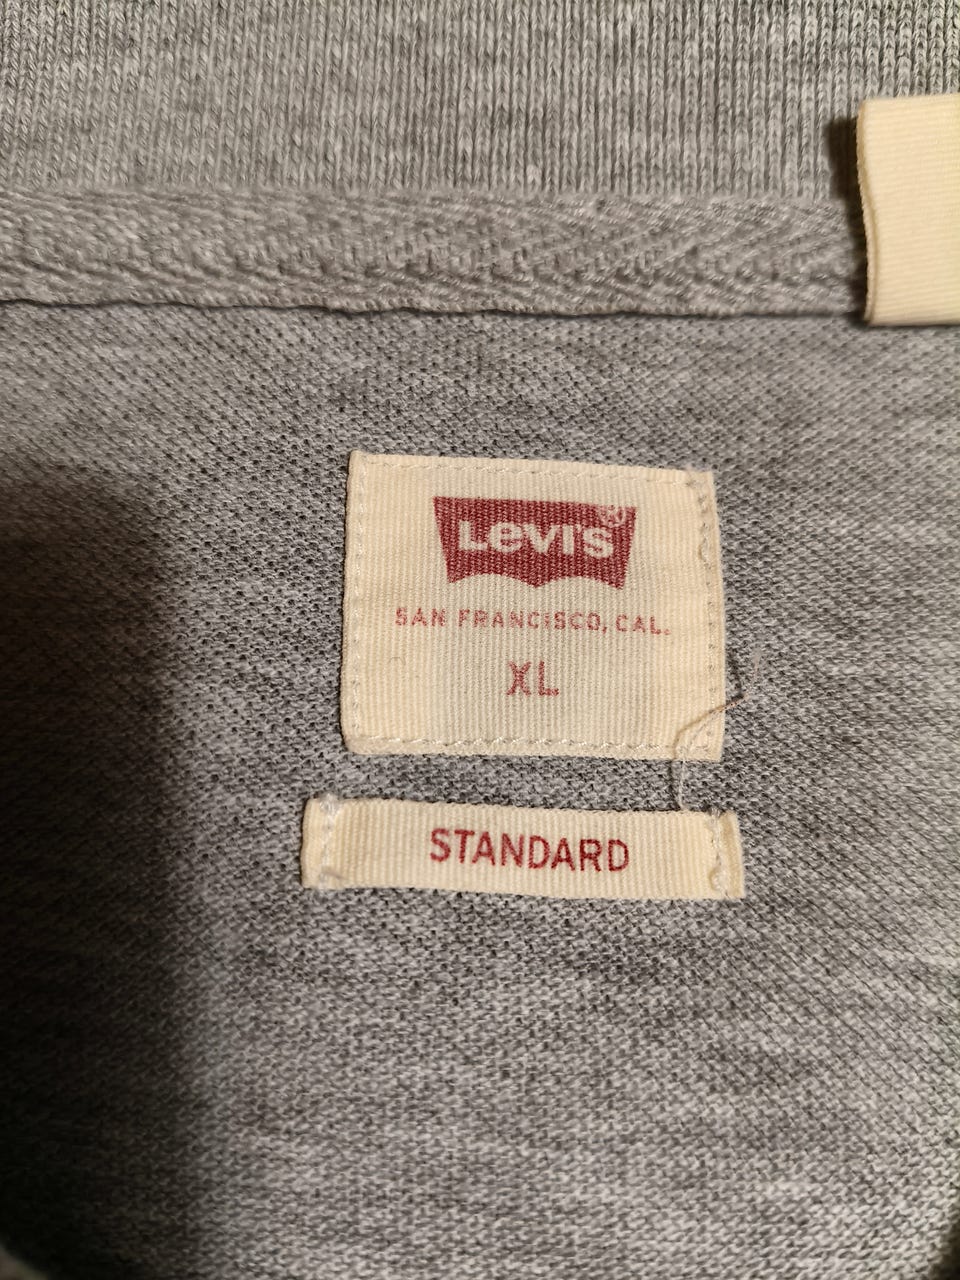 Levi's®
SAN FRANCISCO, CAL.
XL
STANDARD